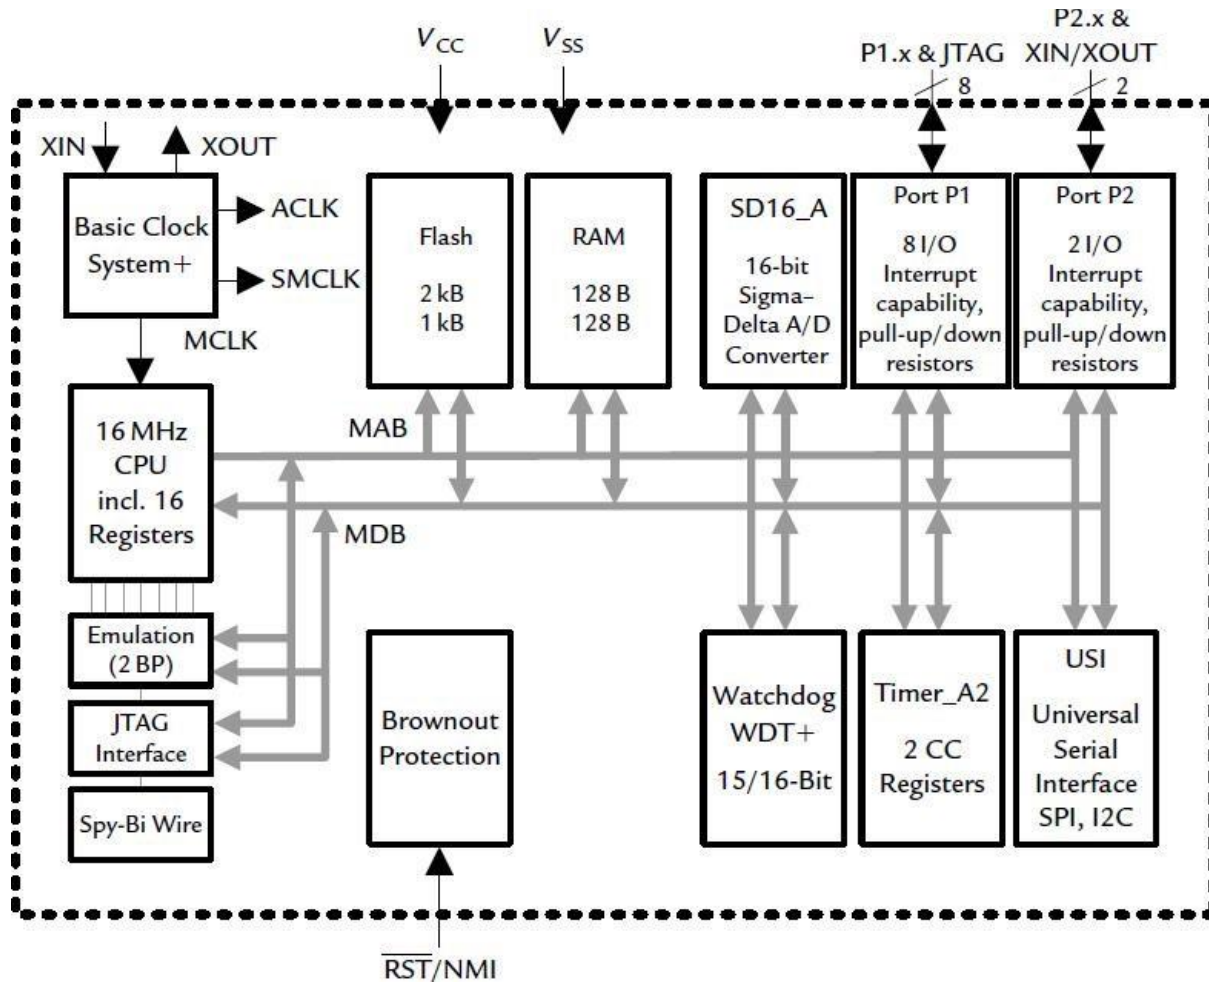 P2.x &
P1.x & JTAG
XIN/XOUT
8
2
VCC
VSS
XIN
XOUT
Basic Clock
System+
ACLK
SMCLK
MCLK
Flash
2 kB
1 kB
RAM
128 B
128 B
SD16_A
16-bit
Sigma–
Delta A/D
Converter
Port P1
8 I/O
Interrupt
capability,
pull-up/down
resistors
Port P2
2 I/O
Interrupt
capability,
pull-up/down
resistors
16 MHz
CPU
incl. 16
Registers
MAB
MDB
Emulation
(2 BP)
JTAG
Interface
Spy-Bi Wire
Brownout
Protection
Watchdog
WDT+
15/16-Bit
Timer_A2
2 CC
Registers
USI
Universal
Serial
Interface
SPI, I2C
RST/NMI